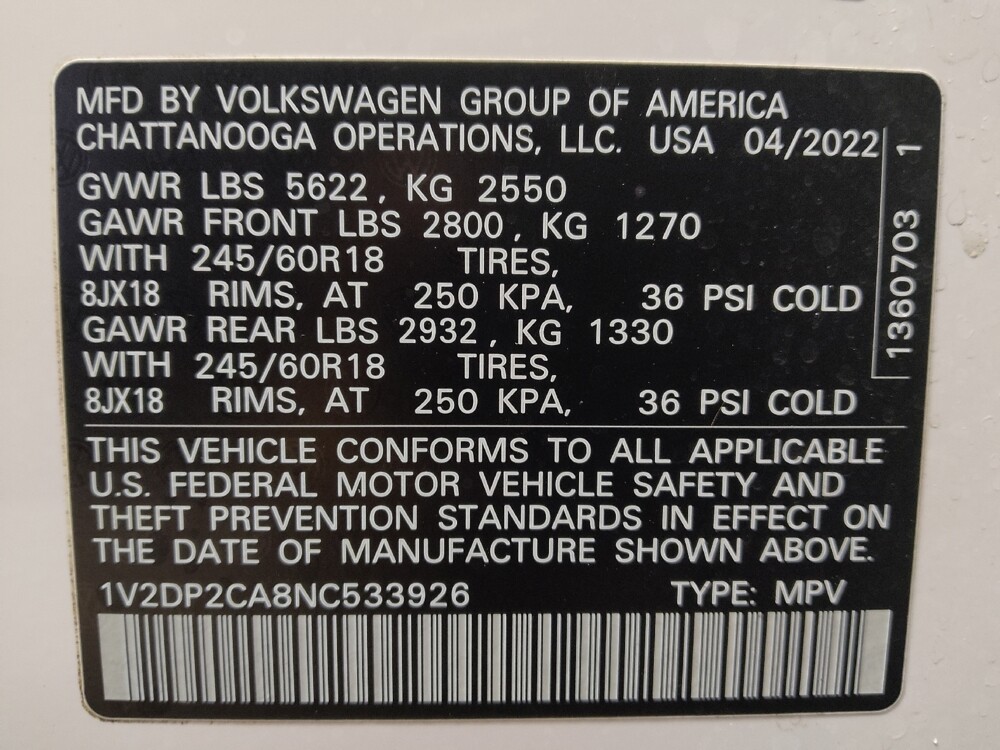 MFD BY VOLKSWAGEN GROUP OF AMERICA
CHATTANOOGA OPERATIONS, LLC. USA 04/2022
GVWR LBS 5622, KG 2550
GAWR FRONT LBS 2800, KG 1270
WITH 245/60R18 TIRES,
8JX18 RIMS, AT 250 KPA, 36 PSI COLD
GAWR REAR LBS 2932, KG 1330
WITH 245/60R18 TIRES,
8JX18 RIMS, AT 250 KPA, 36 PSI COLD
1360703 1
THIS VEHICLE CONFORMS TO ALL APPLICABLE
U.S. FEDERAL MOTOR VEHICLE SAFETY AND
THEFT PREVENTION STANDARDS IN EFFECT ON
THE DATE OF MANUFACTURE SHOWN ABOVE.
1V2DP2CA8NC533926 TYPE: MPV